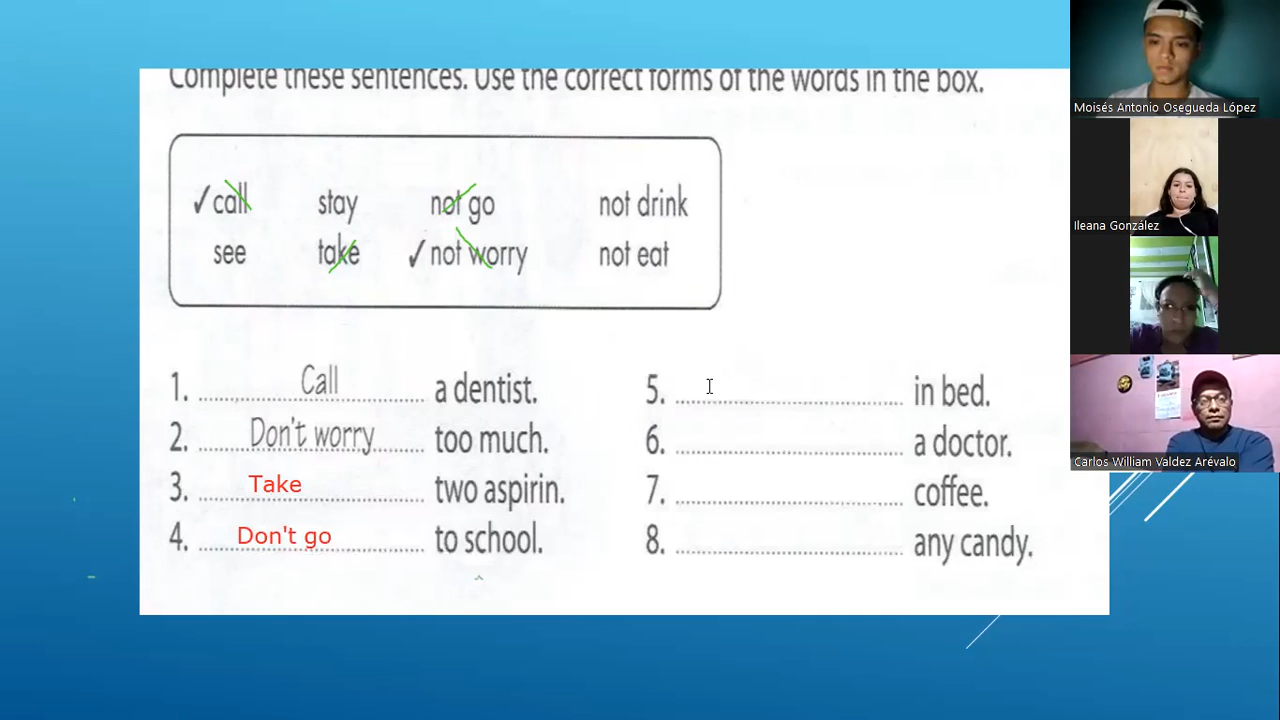 Complete these sentences. Use the correct forms of the words in the box.
✓ call stay not go not drink
see take ✓ not worry not eat
1. Call a dentist.
2. Don't worry too much.
3. Take two aspirin.
4. Don't go to school.
5. in bed.
6. a doctor.
7. coffee.
8. any candy.
Moisés Antonio Osegueda López
Ileana González
Carlos William Valdez Arévalo